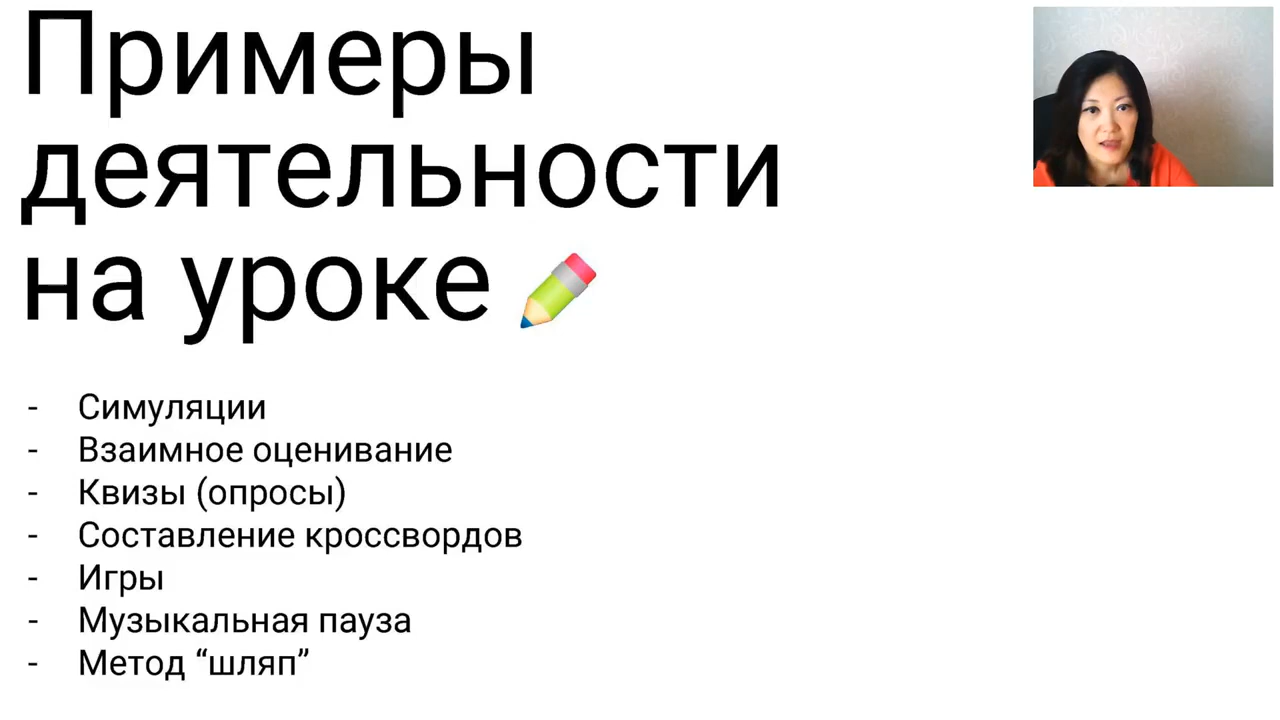 Примеры
деятельности
на уроке
- Симуляции
- Взаимное оценивание
- Квизы (опросы)
- Составление кроссвордов
- Игры
- Музыкальная пауза
- Метод “шляп”